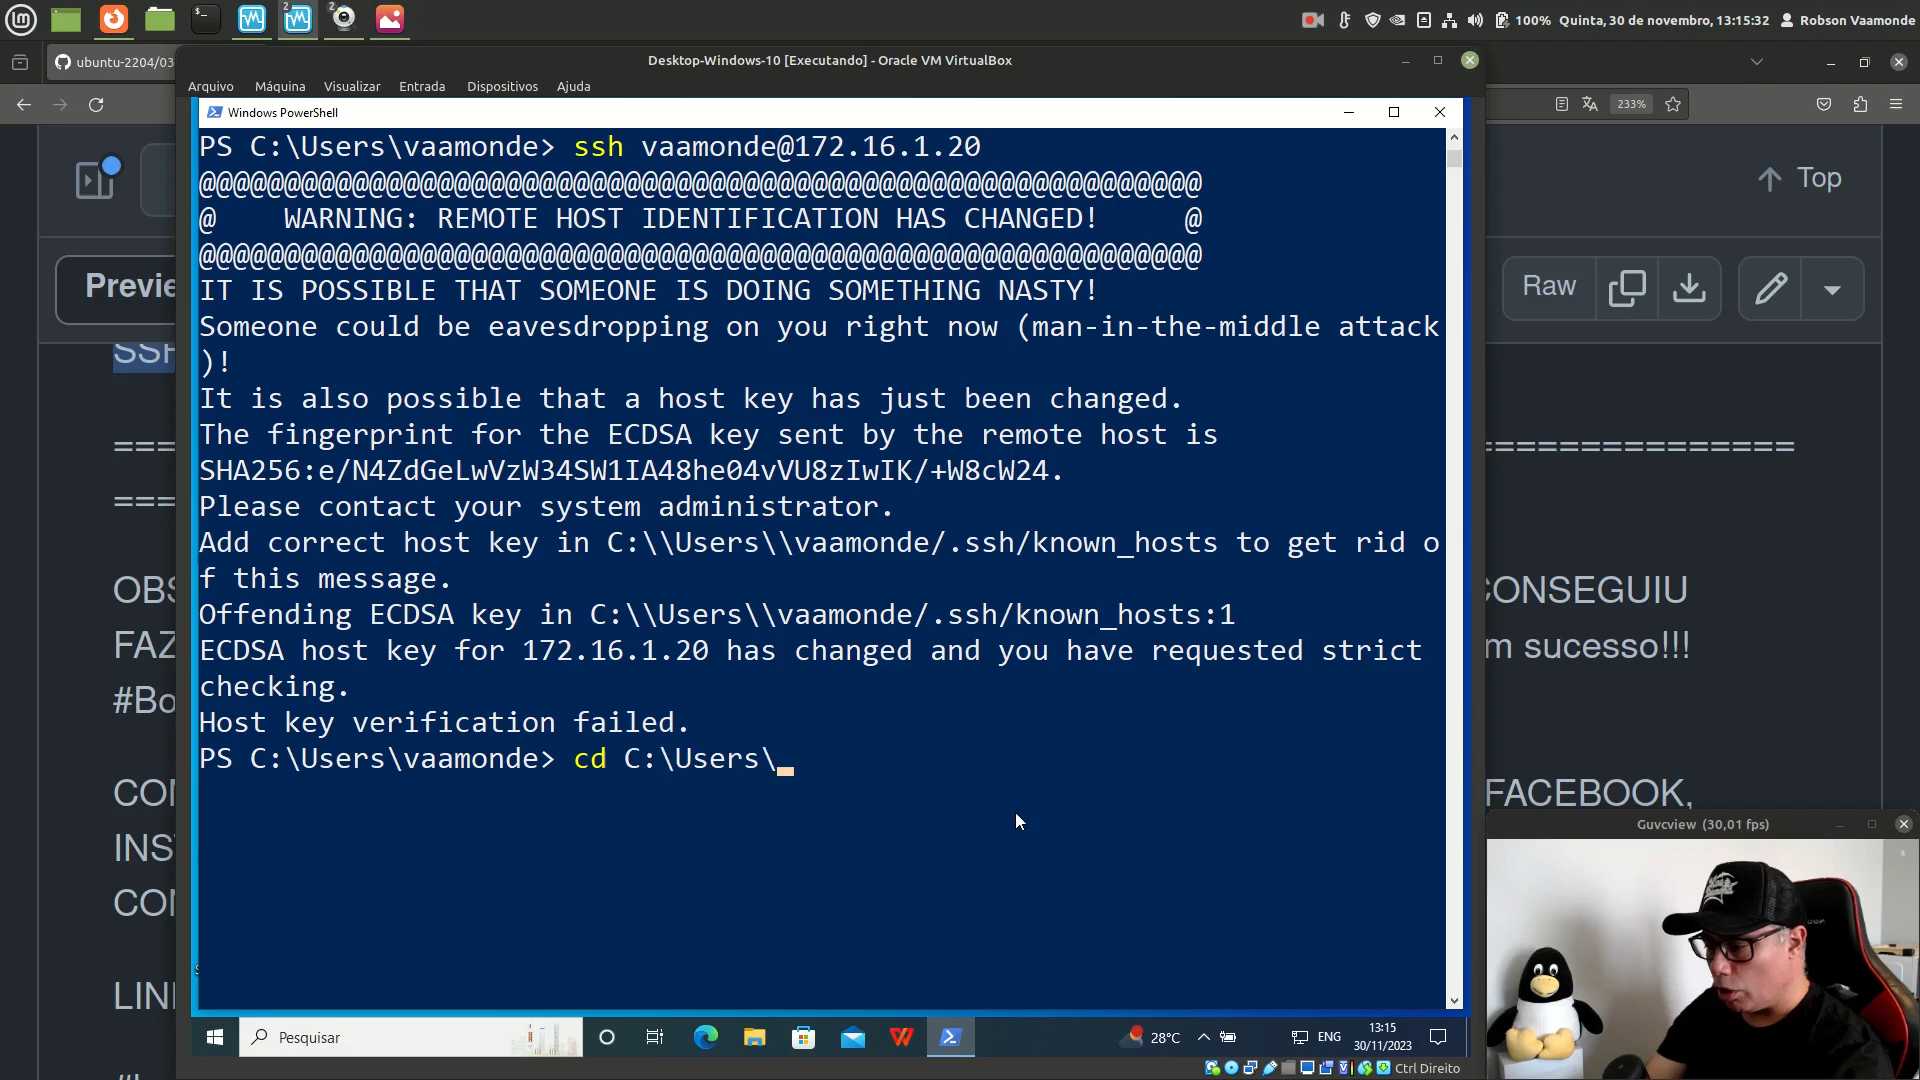 100% Quinta, 30 de novembro, 13:15:32 Robson Vaamonde
ubuntu-2204/03
Desktop-Windows-10 [Executando] - Oracle VM VirtualBox
Arquivo Máquina Visualizar Entrada Dispositivos Ajuda
233%
Windows PowerShell
PS C:\Users\vaamonde> ssh vaamonde@172.16.1.20
@@@@@@@@@@@@@@@@@@@@@@@@@@@@@@@@@@@@@@@@@@@@@@@@@@@@@@@@@@@
@    WARNING: REMOTE HOST IDENTIFICATION HAS CHANGED!     @
@@@@@@@@@@@@@@@@@@@@@@@@@@@@@@@@@@@@@@@@@@@@@@@@@@@@@@@@@@@
IT IS POSSIBLE THAT SOMEONE IS DOING SOMETHING NASTY!
Someone could be eavesdropping on you right now (man-in-the-middle attack
)!
It is also possible that a host key has just been changed.
The fingerprint for the ECDSA key sent by the remote host is
SHA256:e/N4ZdGeLwVzW34SW1IA48he04vVU8zIwIK/+W8cW24.
Please contact your system administrator.
Add correct host key in C:\\Users\\vaamonde/.ssh/known_hosts to get rid o
f this message.
Offending ECDSA key in C:\\Users\\vaamonde/.ssh/known_hosts:1
ECDSA host key for 172.16.1.20 has changed and you have requested strict
checking.
Host key verification failed.
PS C:\Users\vaamonde> cd C:\Users\
Top
Previe
Raw
SSH
===============
OBS
CONSEGUIU
FAZ
m sucesso!!!
#Bo
CON
FACEBOOK,
INS
CON
LIN
Guvcview (30,01 fps)
Pesquisar
28°C
ENG
13:15
30/11/2023
Ctrl Direito